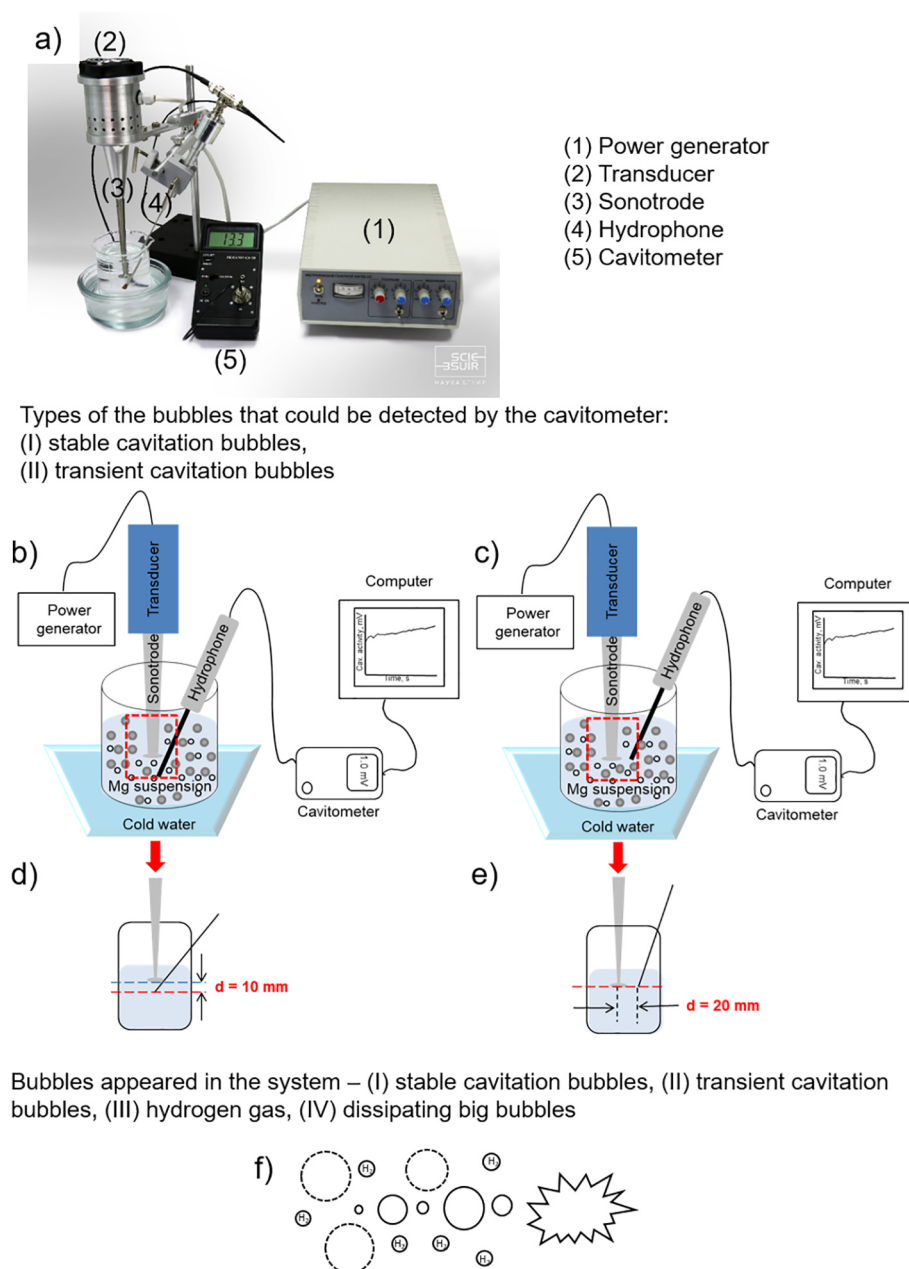 a)
(2)
(3)
(4)
(1)
(5)
13.3
(1) Power generator
(2) Transducer
(3) Sonotrode
(4) Hydrophone
(5) Cavitometer
Types of the bubbles that could be detected by the cavitometer:
(I) stable cavitation bubbles,
(II) transient cavitation bubbles
b)
Power
generator
Transducer
Sonotrode
Hydrophone
Computer
Cav. activity, mV
Time, s
1.0 mV
Cavitometer
Mg suspension
Cold water
c)
Power
generator
Transducer
Sonotrode
Hydrophone
Computer
Cav. activity, mV
Time, s
1.0 mV
Cavitometer
Mg suspension
Cold water
d)
d = 10 mm
e)
d = 20 mm
Bubbles appeared in the system – (I) stable cavitation bubbles, (II) transient cavitation
bubbles, (III) hydrogen gas, (IV) dissipating big bubbles
f)
H₂
H₂
H₂
H₂
H₂
H₂